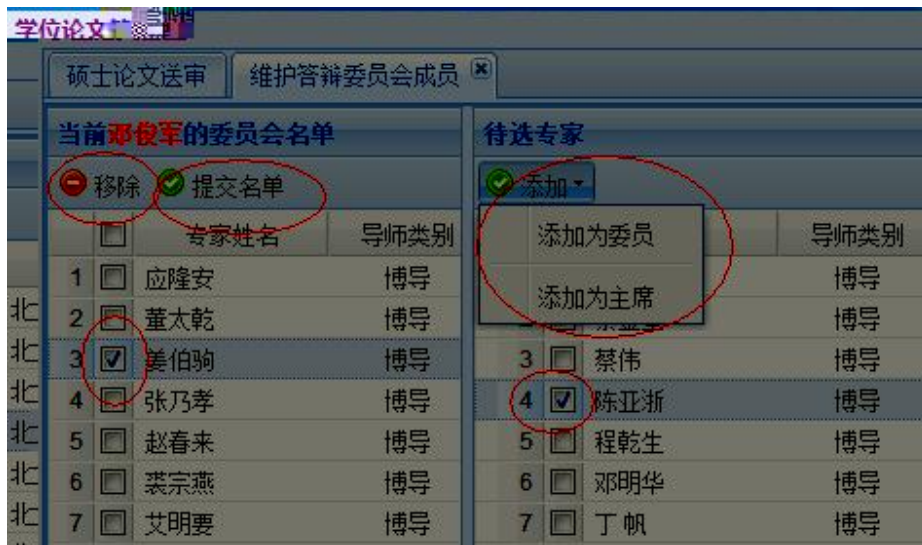 学位论文
硕士论文送审 维护答辩委员会成员
当前邓俊军的委员会名单 待选专家
移除 提交名单 添加
专家姓名 导师类别 添加为委员 导师类别
1 应隆安 博导 添加为主席 博导
北 2 董太乾 博导 博导
北 3 姜伯驹 博导 3 蔡伟 博导
北 4 张乃孝 博导 4 陈亚浙 博导
北 5 赵春来 博导 5 程乾生 博导
北 6 裘宗燕 博导 6 邓明华 博导
北 7 艾明要 博导 7 丁帆 博导